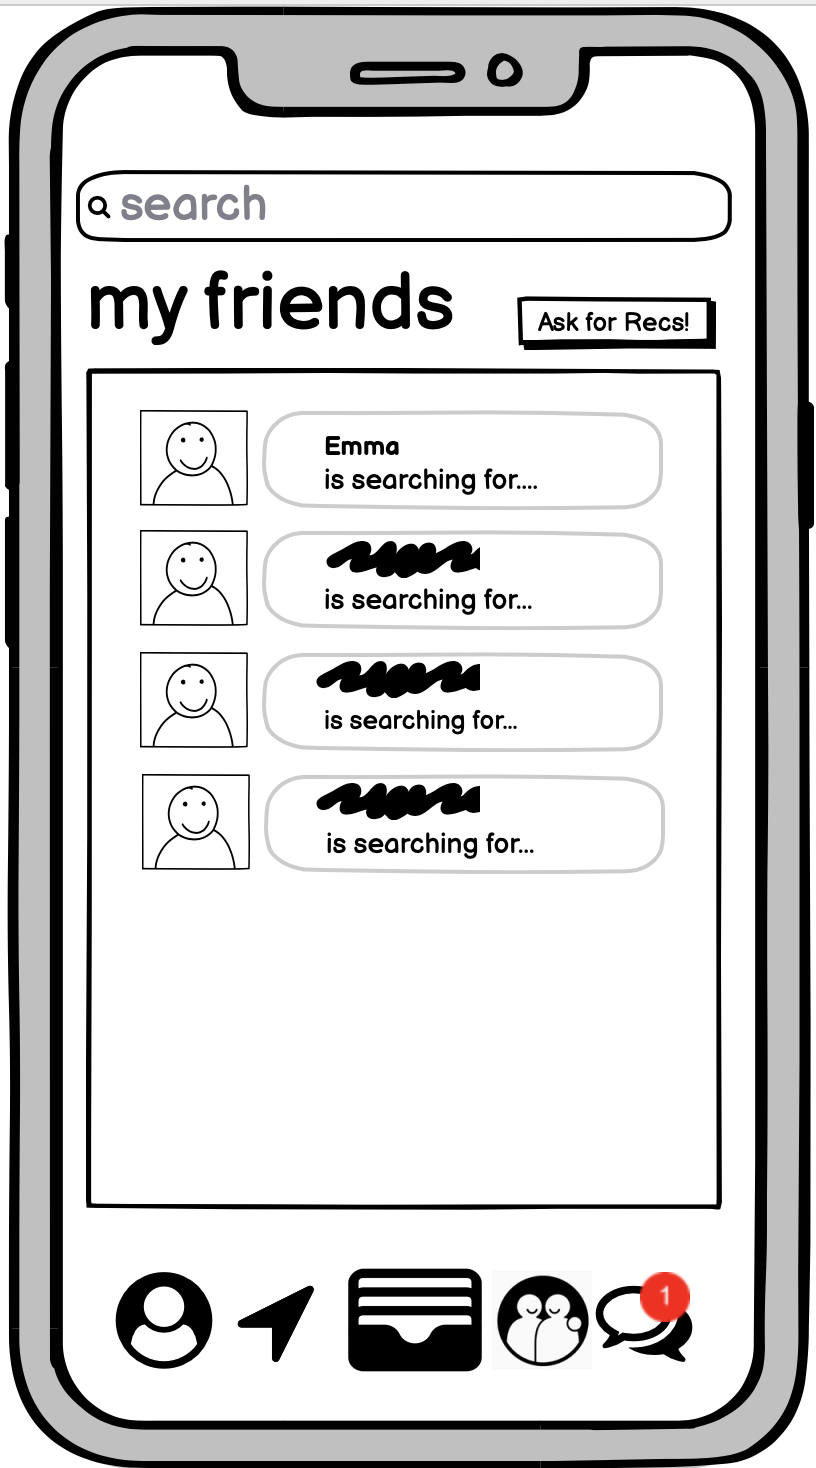 search
my friends
Ask for Recs!
Emma
is searching for....
is searching for...
is searching for...
is searching for...
1